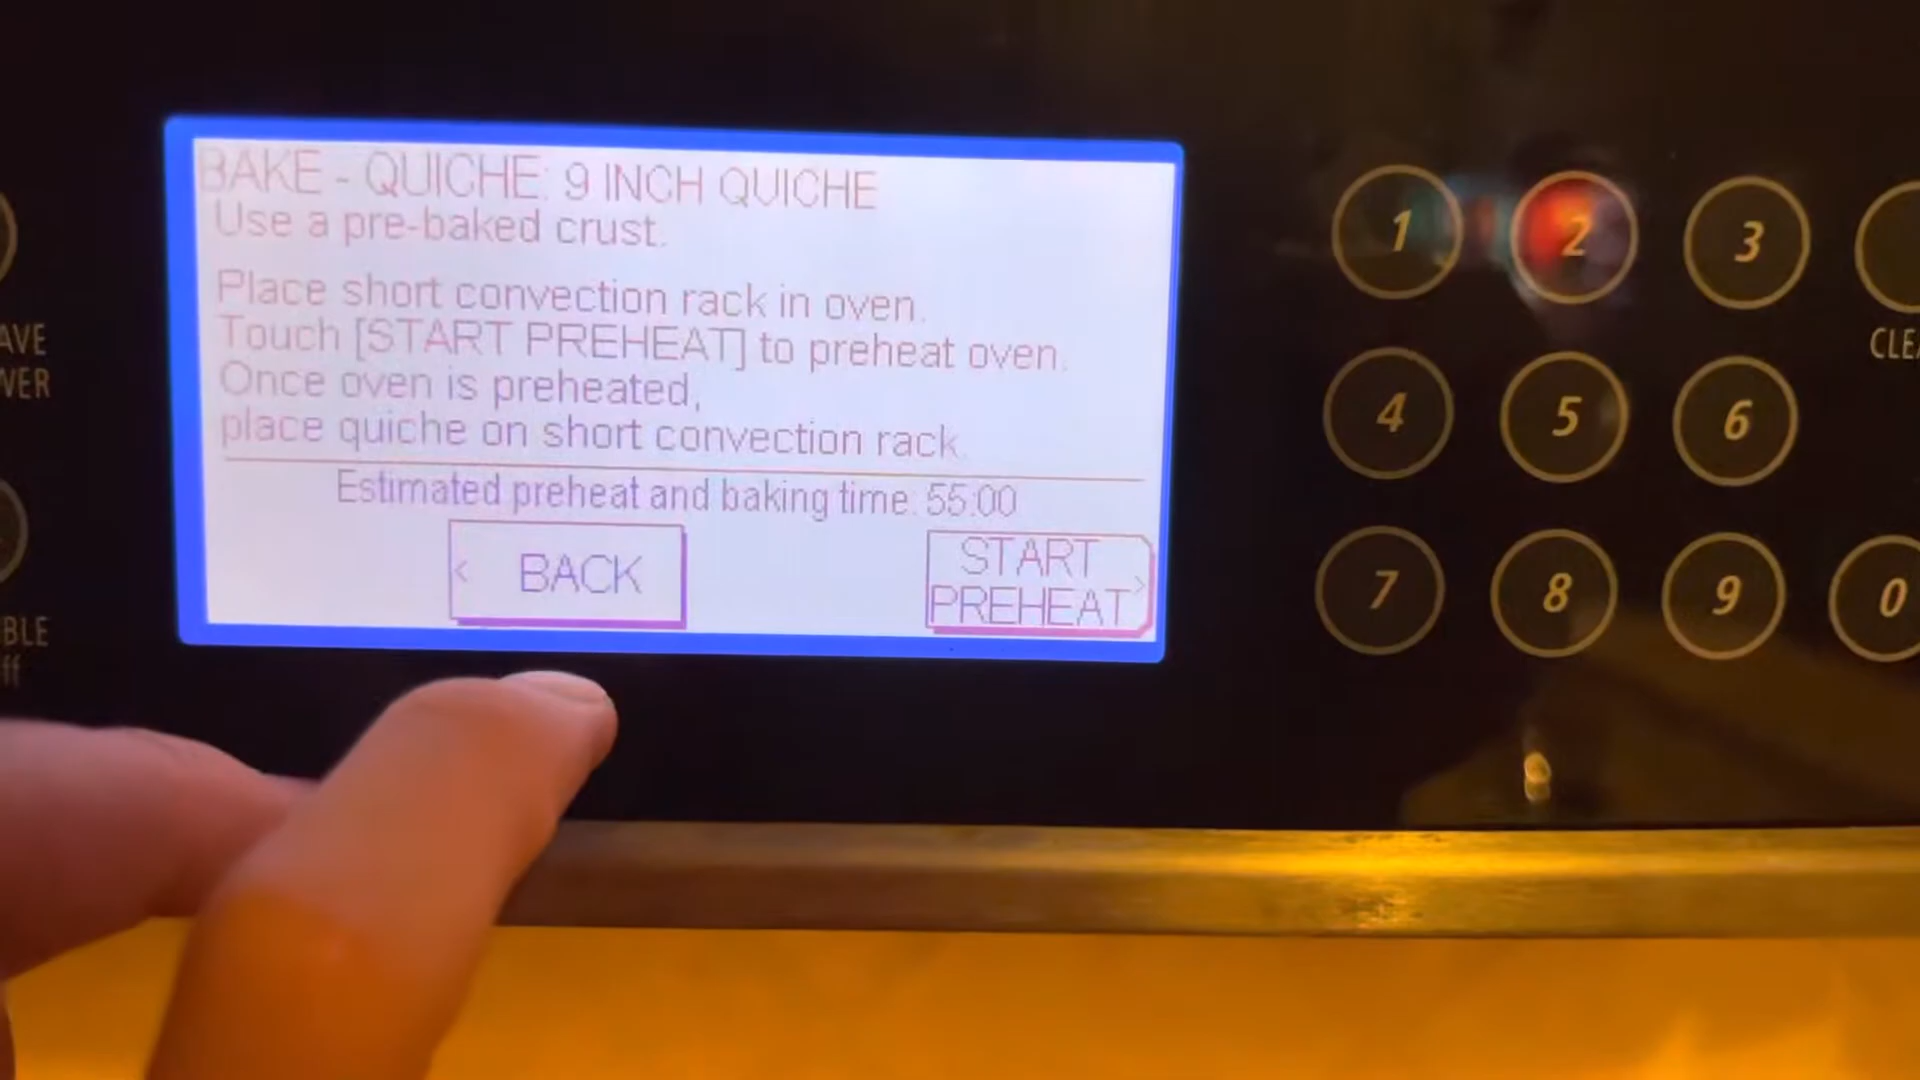 BAKE - QUICHE: 9 INCH QUICHE
Use a pre-baked crust.
Place short convection rack in oven.
Touch [START PREHEAT] to preheat oven.
Once oven is preheated,
place quiche on short convection rack.
Estimated preheat and baking time: 55:00
< BACK
START
PREHEAT >
1 2 3
4 5 6
7 8 9 0